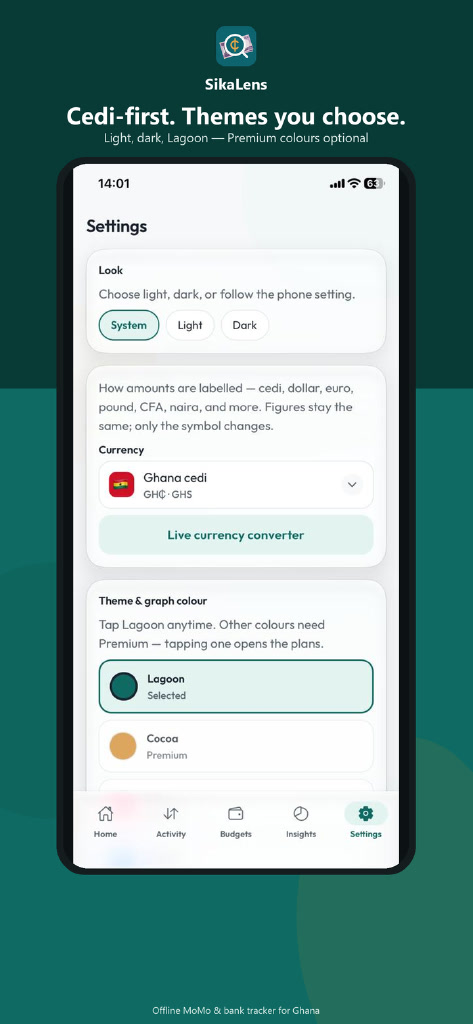 SikaLens
Cedi-first. Themes you choose.
Light, dark, Lagoon — Premium colours optional
14:01
63
Settings
Look
Choose light, dark, or follow the phone setting.
System
Light
Dark
How amounts are labelled — cedi, dollar, euro,
pound, CFA, naira, and more. Figures stay the
same; only the symbol changes.
Currency
Ghana cedi
GH₵ · GHS
Live currency converter
Theme & graph colour
Tap Lagoon anytime. Other colours need
Premium — tapping one opens the plans.
Lagoon
Selected
Cocoa
Premium
Home
Activity
Budgets
Insights
Settings
Offline MoMo & bank tracker for Ghana